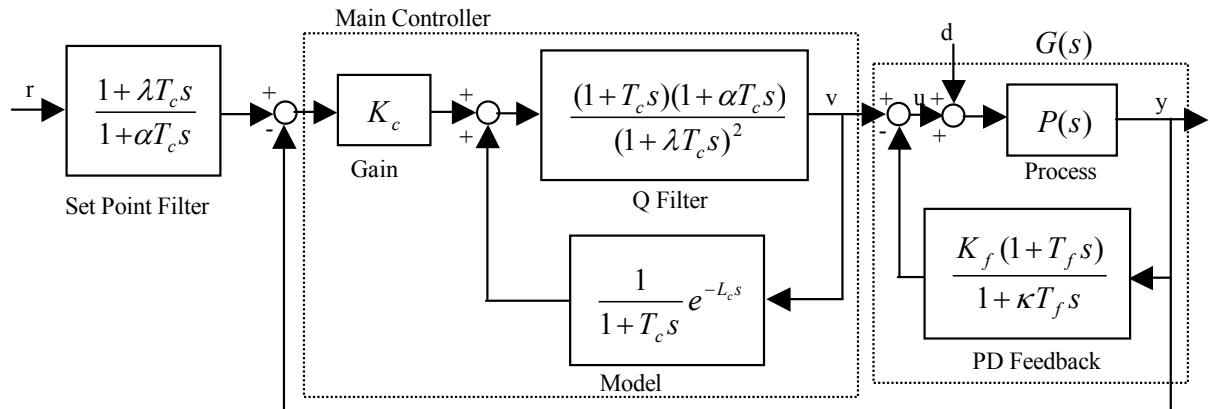 Main Controller
d
G(s)
r
1 + λT_c s
1 + αT_c s
Set Point Filter
+
-
K_c
Gain
+
+
(1 + T_c s)(1 + αT_c s)
(1 + λT_c s)^2
Q Filter
v
+
-
u
+
+
P(s)
Process
y
1
1 + T_c s
e^{-L_c s}
Model
K_f (1 + T_f s)
1 + κT_f s
PD Feedback